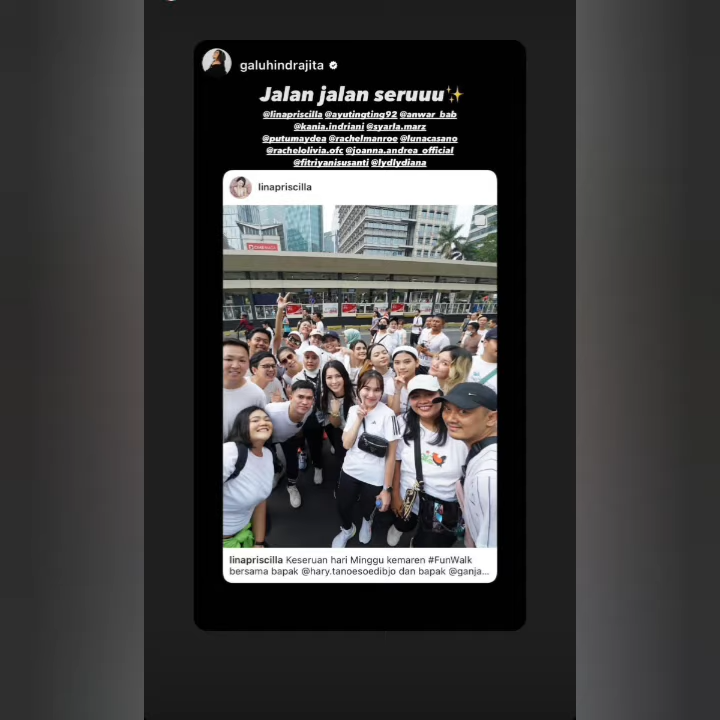 galuhindrajita
Jalan jalan seruuu✨
@linapriscilla @ayutingting92 @anwar_bab
@kania.indriani @syarla.marz
@putumaydea @rachelmanroe @lunacasano
@rachelolivia.ofc @joanna.andrea_official
@fitriyanisusanti @lydlydiana
linapriscilla
linapriscilla Keseruan hari Minggu kemaren #FunWalk
bersama bapak @hary.tanoesoedibjo dan bapak @ganja...